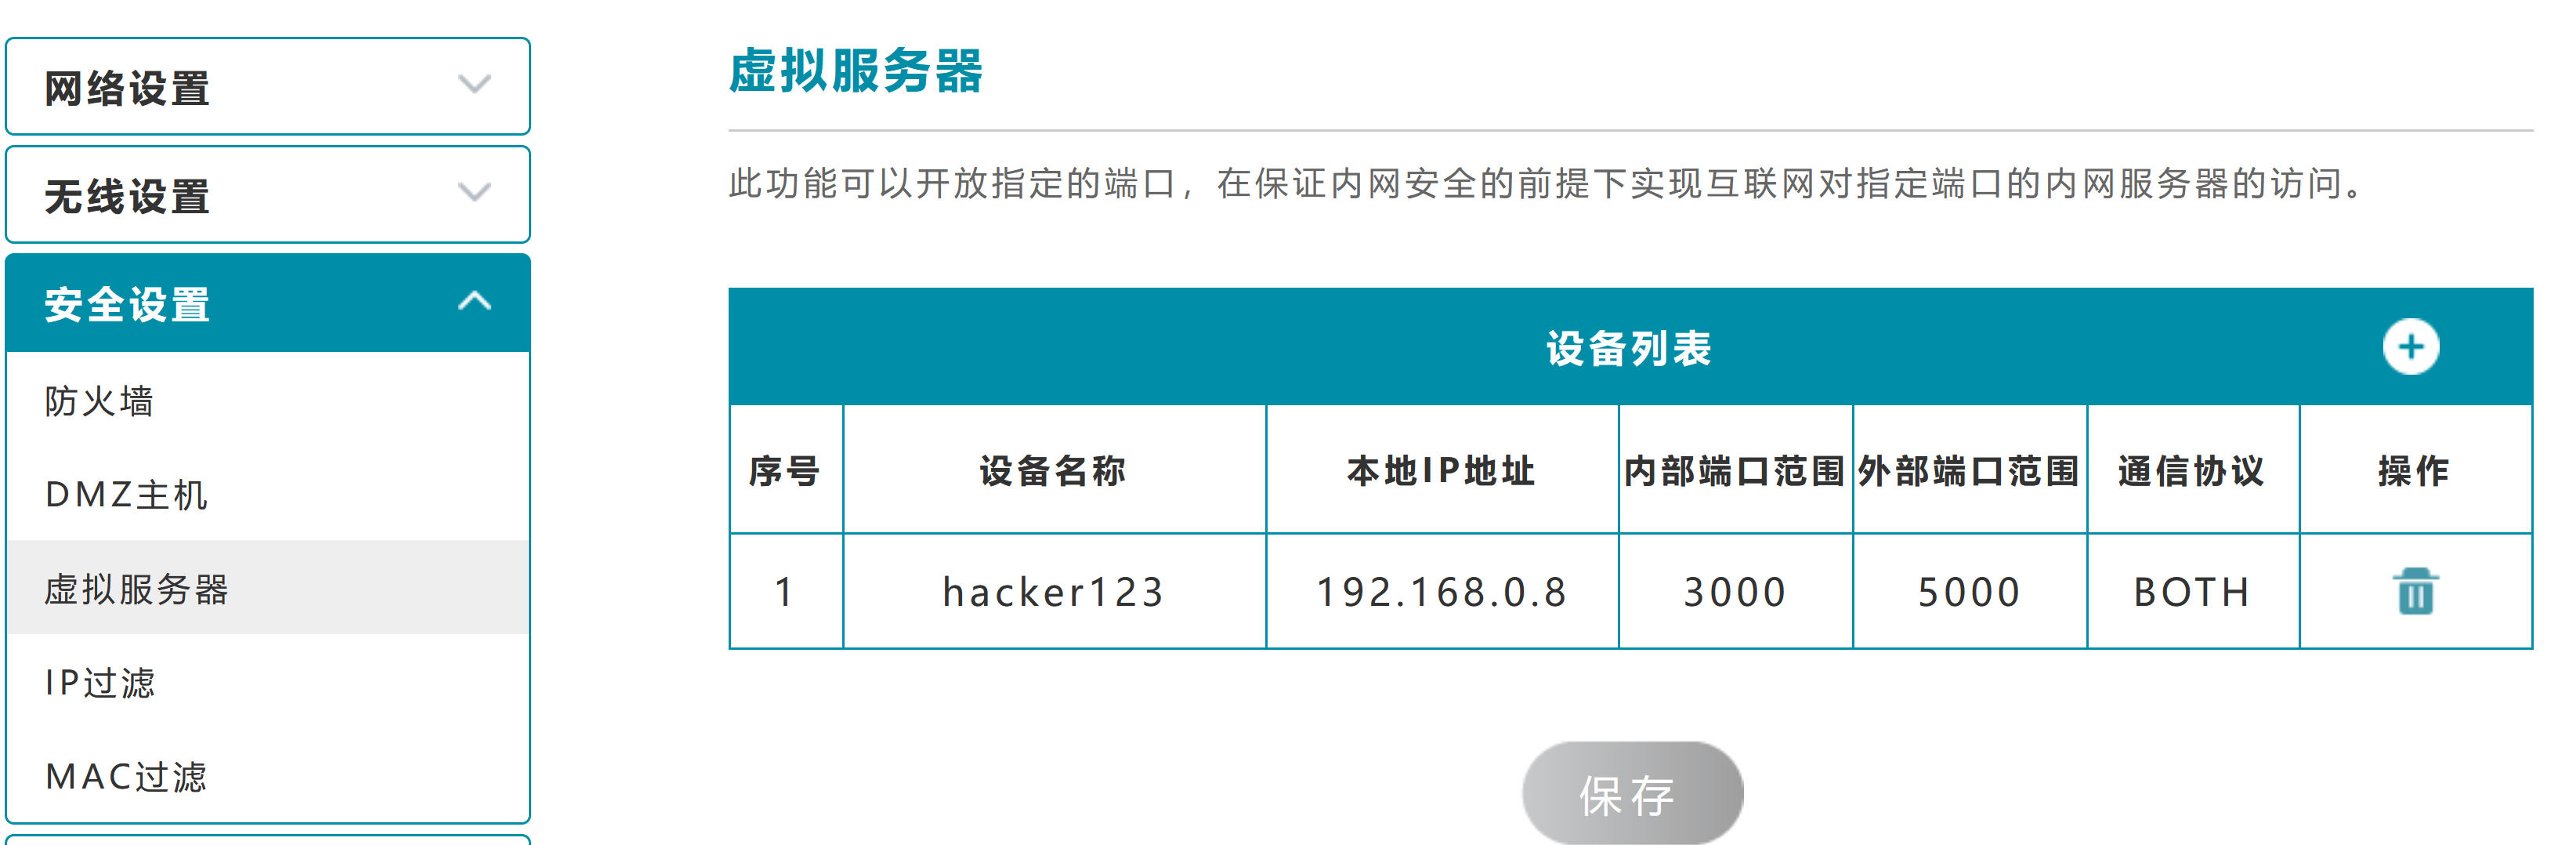 网络设置
无线设置
安全设置
防火墙
DMZ主机
虚拟服务器
IP过滤
MAC过滤
虚拟服务器
此功能可以开放指定的端口，在保证内网安全的前提下实现互联网对指定端口的内网服务器的访问。
设备列表
序号 设备名称 本地IP地址 内部端口范围 外部端口范围 通信协议 操作
1 hacker123 192.168.0.8 3000 5000 BOTH
保存